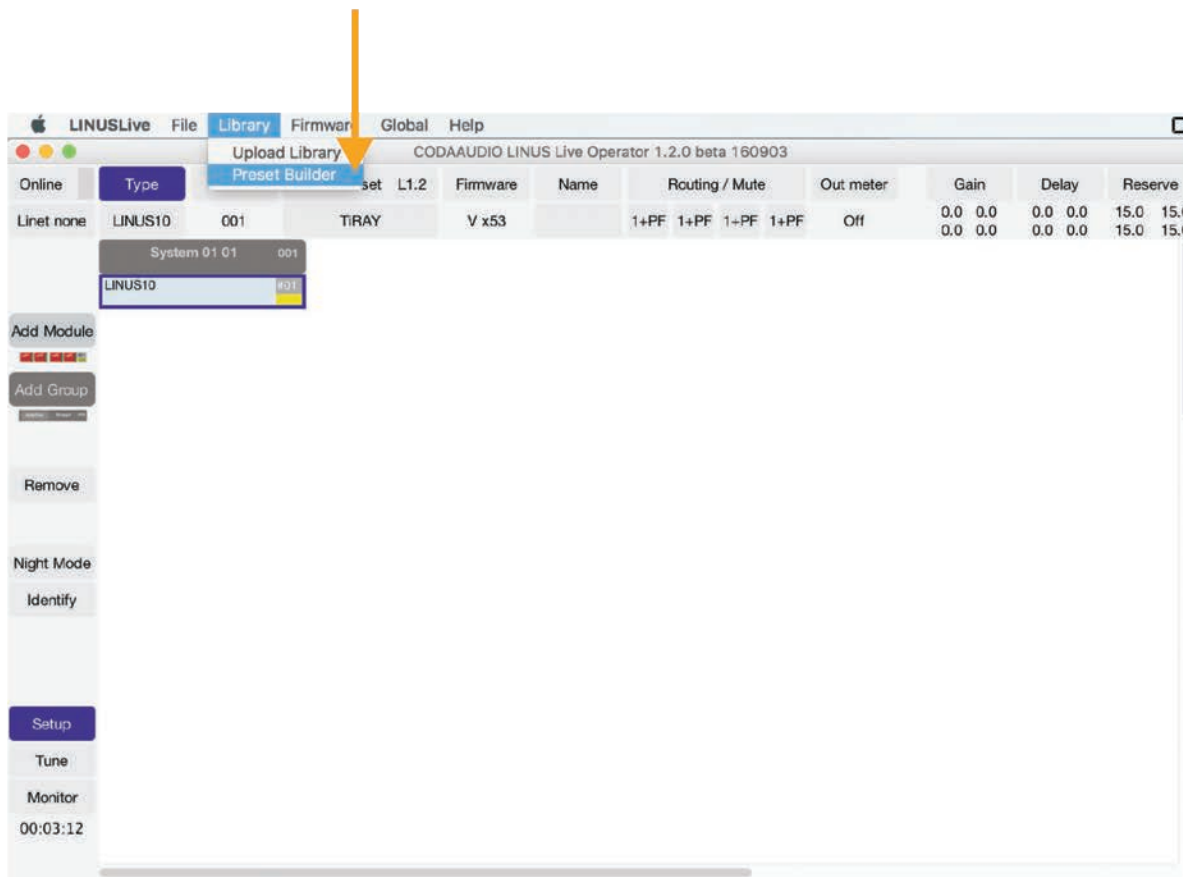 LINUSLive File Library Firmwar Global Help
Upload Library CODAAUDIO LINUS Live Operator 1.2.0 beta 160903
Preset Builder
Online Type set L1.2 Firmware Name Routing / Mute Out meter Gain Delay Reserve
Linet none LINUS10 001 TiRAY V x53 1+PF 1+PF 1+PF 1+PF Off 0.0 0.0 0.0 0.0 15.0 15.
0.0 0.0 0.0 0.0 15.0 15.
System 01 01 001
LINUS10 #01
Add Module
Add Group
Remove
Night Mode
Identify
Setup
Tune
Monitor
00:03:12